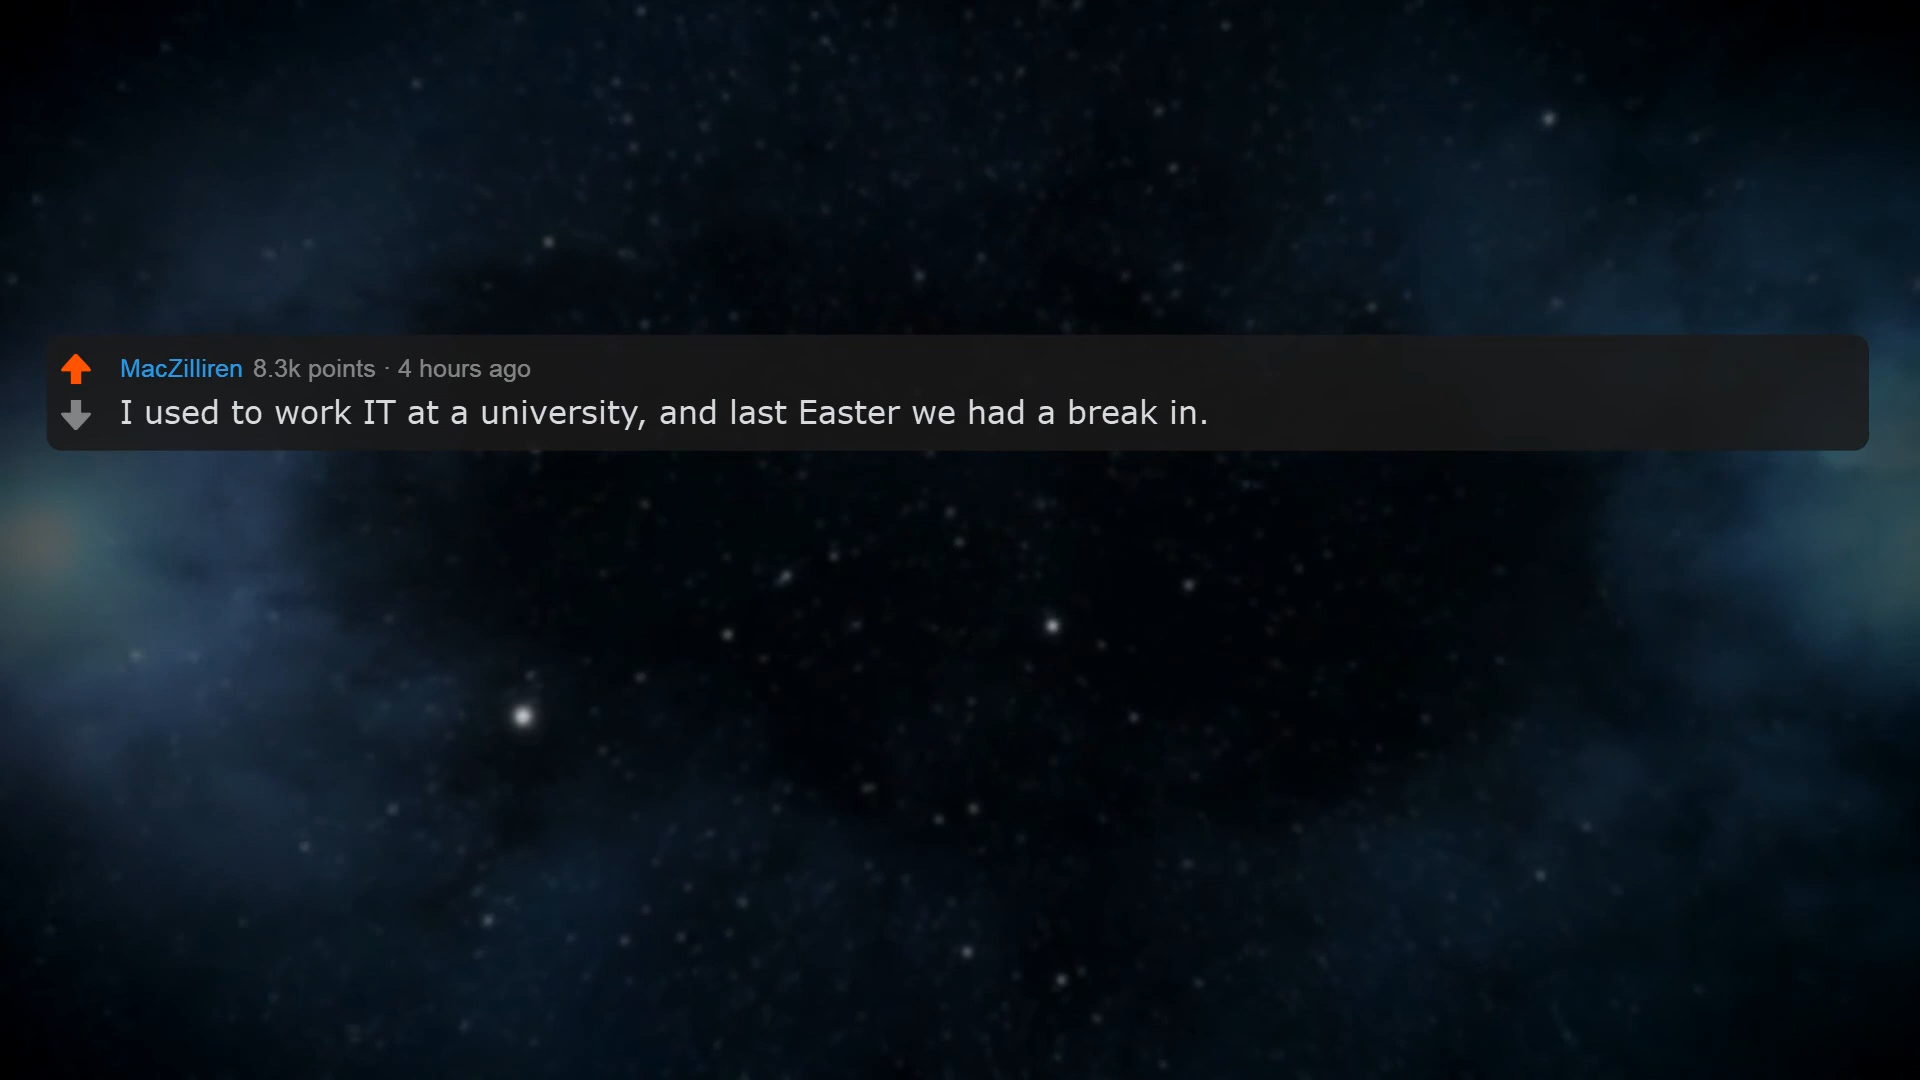 MacZilliren 8.3k points · 4 hours ago
I used to work IT at a university, and last Easter we had a break in.